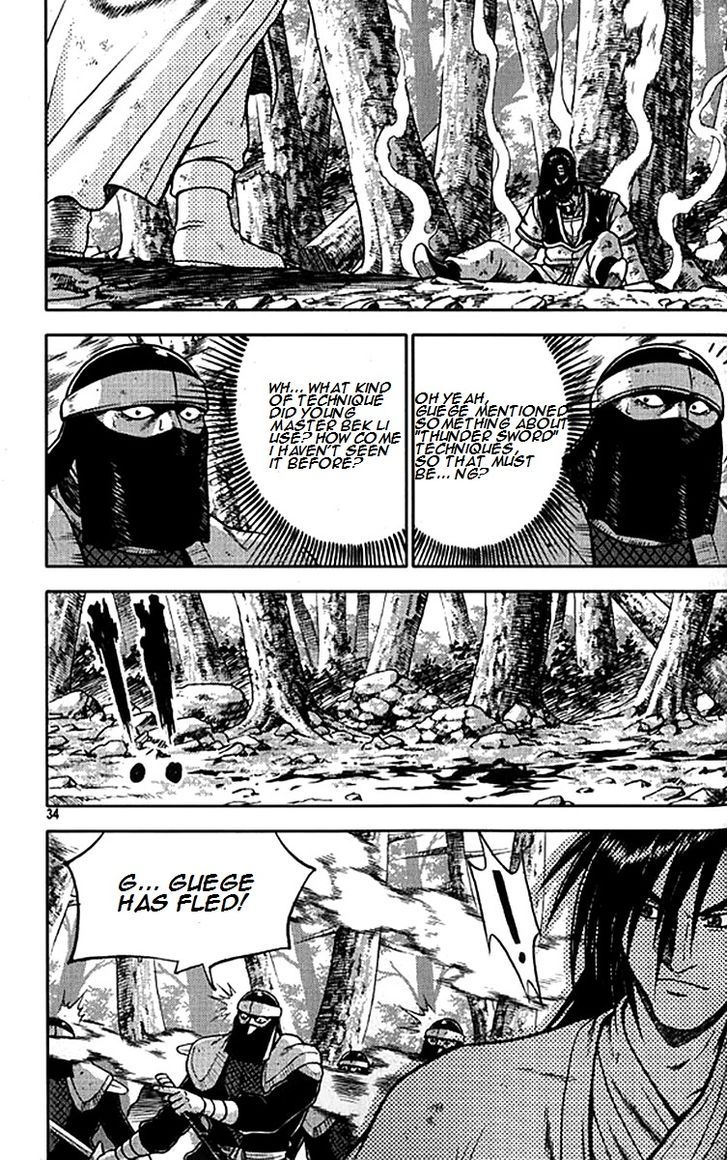 WH... WHAT KIND
OF TECHNIQUE
DID YOUNG
MASTER BEK LI
USE? HOW COME
I HAVEN'T SEEN
IT BEFORE?
OH YEAH,
GUEGE MENTIONED
SOMETHING ABOUT
"THUNDER SWORD"
TECHNIQUES,
SO THAT MUST
BE... NG?
!!
34
G... GUEGE
HAS FLED!
!